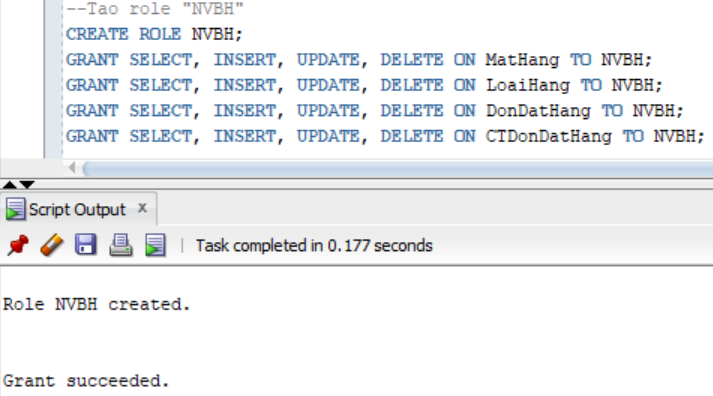 --Tao role "NVBH"
CREATE ROLE NVBH;
GRANT SELECT, INSERT, UPDATE, DELETE ON MatHang TO NVBH;
GRANT SELECT, INSERT, UPDATE, DELETE ON LoaiHang TO NVBH;
GRANT SELECT, INSERT, UPDATE, DELETE ON DonDatHang TO NVBH;
GRANT SELECT, INSERT, UPDATE, DELETE ON CTDonDatHang TO NVBH;
Script Output x
Task completed in 0.177 seconds
Role NVBH created.
Grant succeeded.